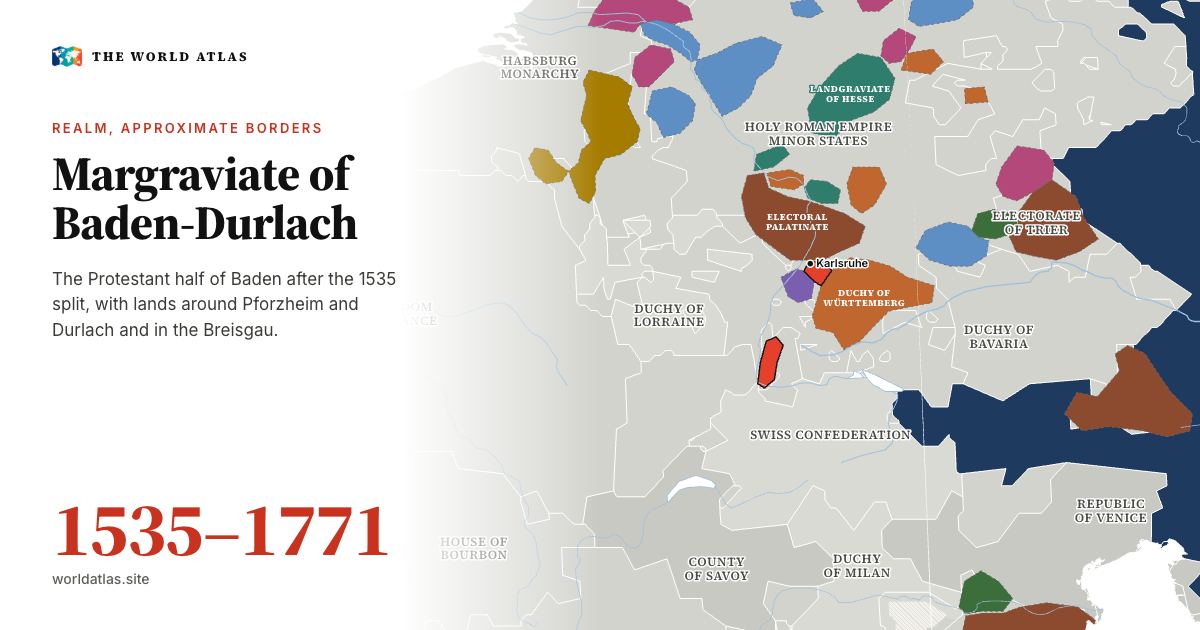 THE WORLD ATLAS
REALM, APPROXIMATE BORDERS
Margraviate of
Baden-Durlach
The Protestant half of Baden after the 1535
split, with lands around Pforzheim and
Durlach and in the Breisgau.
1535–1771
worldatlas.site
HABSBURG
MONARCHY
LANDGRAVIATE
OF HESSE
HOLY ROMAN EMPIRE
MINOR STATES
ELECTORAL
PALATINATE
ELECTORATE
OF TRIER
Karlsruhe
DUCHY OF
WÜRTTEMBERG
DUCHY OF
LORRAINE
DUCHY OF
BAVARIA
SWISS CONFEDERATION
REPUBLIC
OF VENICE
HOUSE OF
BOURBON
COUNTY
OF SAVOY
DUCHY
OF MILAN